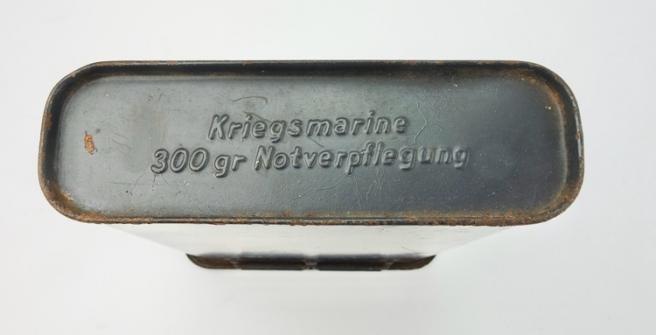 Kriegsmarine
300 gr Notverpflegung